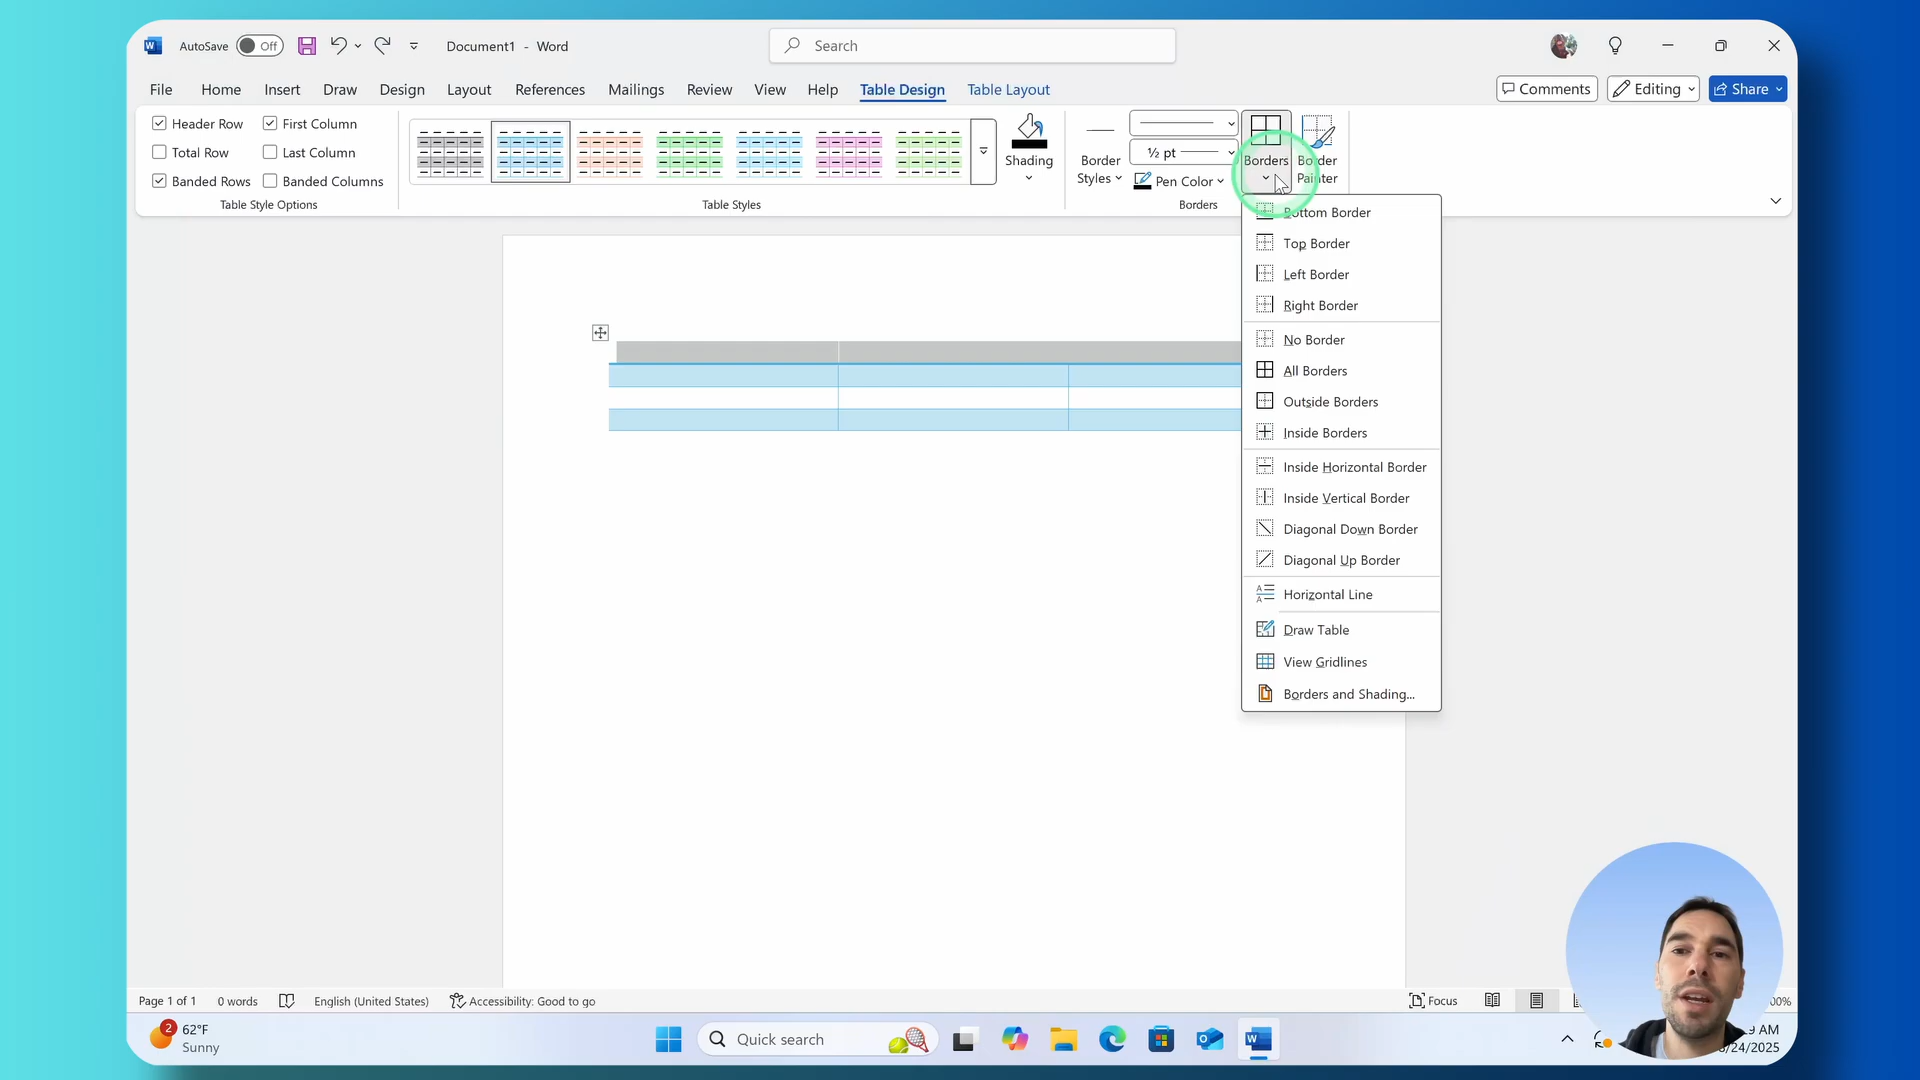 AutoSave Off Document1 - Word Search
File Home Insert Draw Design Layout References Mailings Review View Help Table Design Table Layout Comments Editing Share
Header Row First Column
Total Row Last Column
Banded Rows Banded Columns
Table Style Options
Table Styles
Shading
Border
Styles
½ pt
Pen Color
Borders
Border
Painter
Borders
Bottom Border
Top Border
Left Border
Right Border
No Border
All Borders
Outside Borders
Inside Borders
Inside Horizontal Border
Inside Vertical Border
Diagonal Down Border
Diagonal Up Border
Horizontal Line
Draw Table
View Gridlines
Borders and Shading...
Page 1 of 1 0 words English (United States) Accessibility: Good to go Focus
2
62°F
Sunny
Quick search
AM
/24/2025